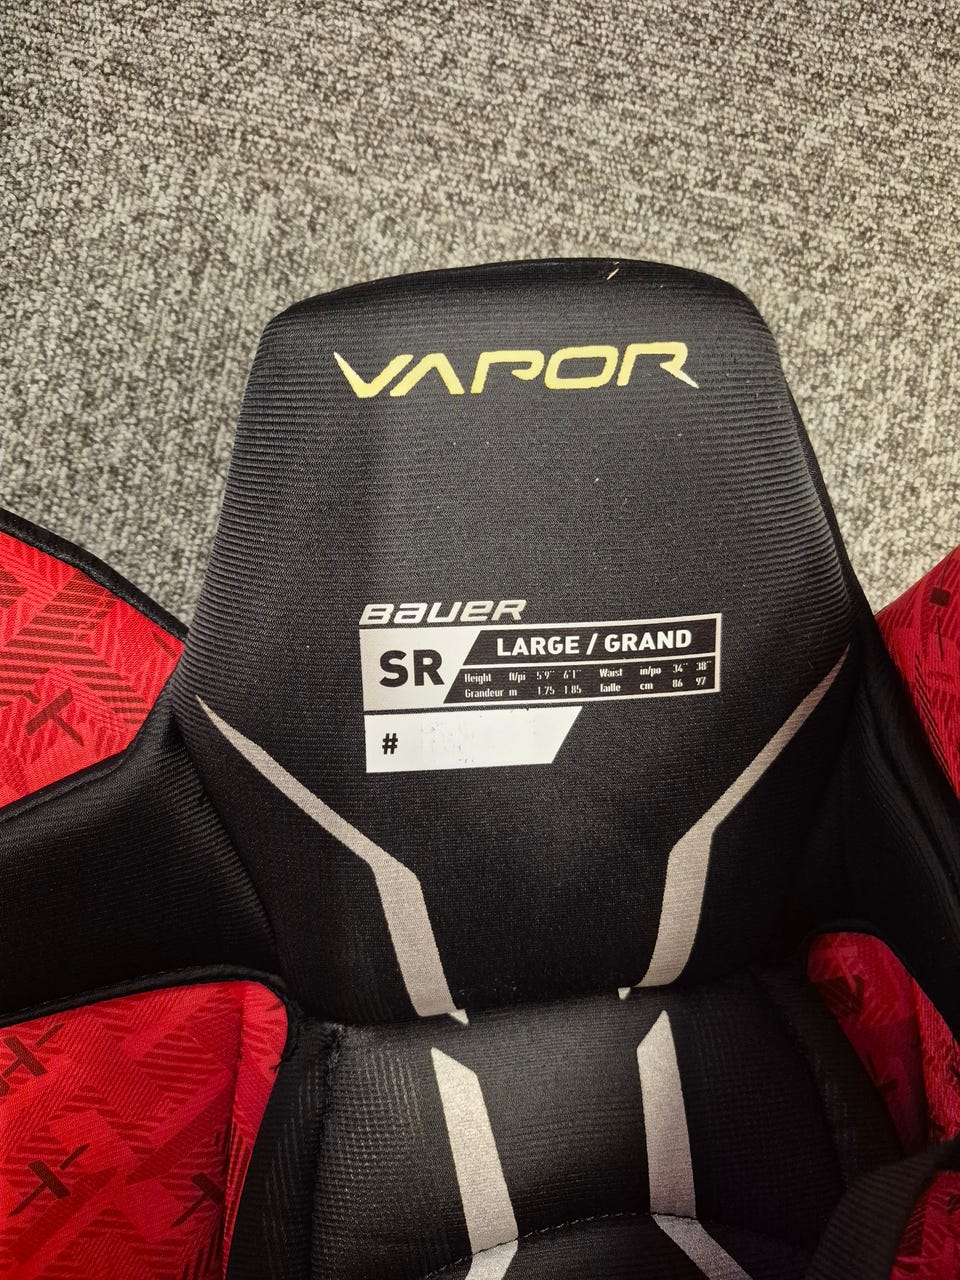 VAPOR
BAUER
SR
LARGE / GRAND
Height ft/pi 5'9'' 6'1'' Waist in/po 34'' 38''
Grandeur m 1.75 1.85 Taille cm 86 97
#